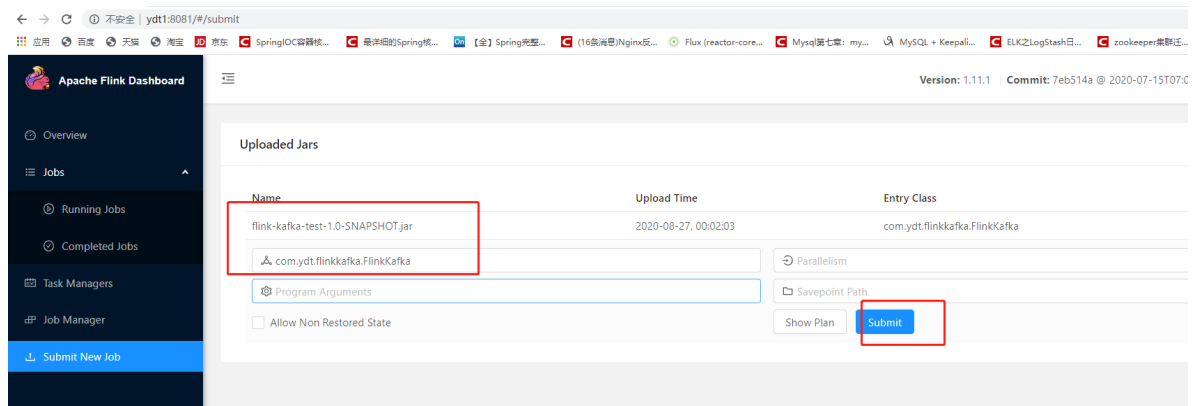 不安全 | ydt1:8081/#/submit
应用 百度 天猫 淘宝 JD 京东 C SpringIOC容器核... C 最详细的Spring核... On 【全】Spring完整... C (16条消息)Nginx反... Flux (reactor-core... C Mysql第七章：my... MySQL + Keepali... C ELK之LogStash日... C zookeeper集群迁...
Apache Flink Dashboard
Version: 1.11.1 Commit: 7eb514a @ 2020-07-15T07:0
Overview
Uploaded Jars
Jobs
Name Upload Time Entry Class
Running Jobs
flink-kafka-test-1.0-SNAPSHOT.jar 2020-08-27, 00:02:03 com.ydt.flinkkafka.FlinkKafka
Completed Jobs
com.ydt.flinkkafka.FlinkKafka Parallelism
Task Managers
Program Arguments Savepoint Path
Job Manager
Allow Non Restored State Show Plan Submit
Submit New Job